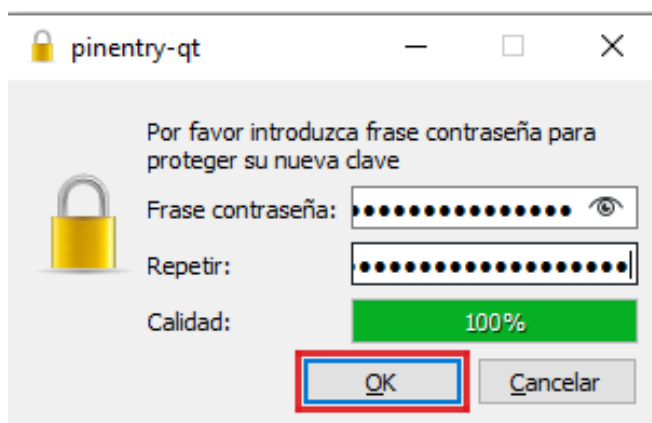 pinentry-qt
Por favor introduzca frase contraseña para
proteger su nueva clave
Frase contraseña:
Repetir:
Calidad: 100%
OK Cancelar